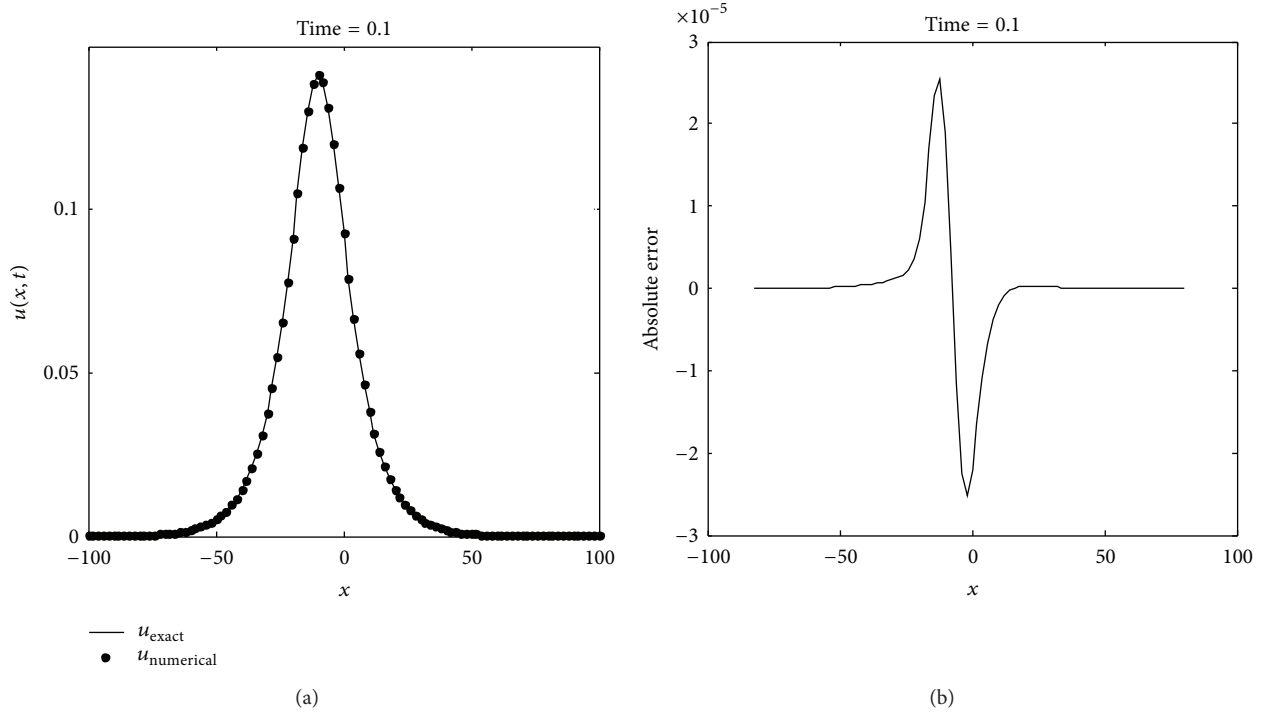 Time = 0.1
0.1
0.05
0
−100
−50
0
50
100
u(x, t)
x
u_exact
u_numerical
(a)
×10⁻⁵
Time = 0.1
3
2
1
0
−1
−2
−3
−100
−50
0
50
100
Absolute error
x
(b)